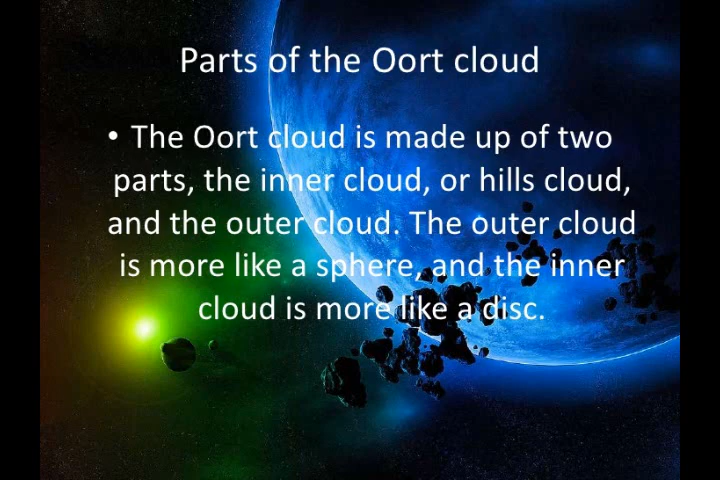 Parts of the Oort cloud
• The Oort cloud is made up of two
parts, the inner cloud, or hills cloud,
and the outer cloud. The outer cloud
is more like a sphere, and the inner
cloud is more like a disc.